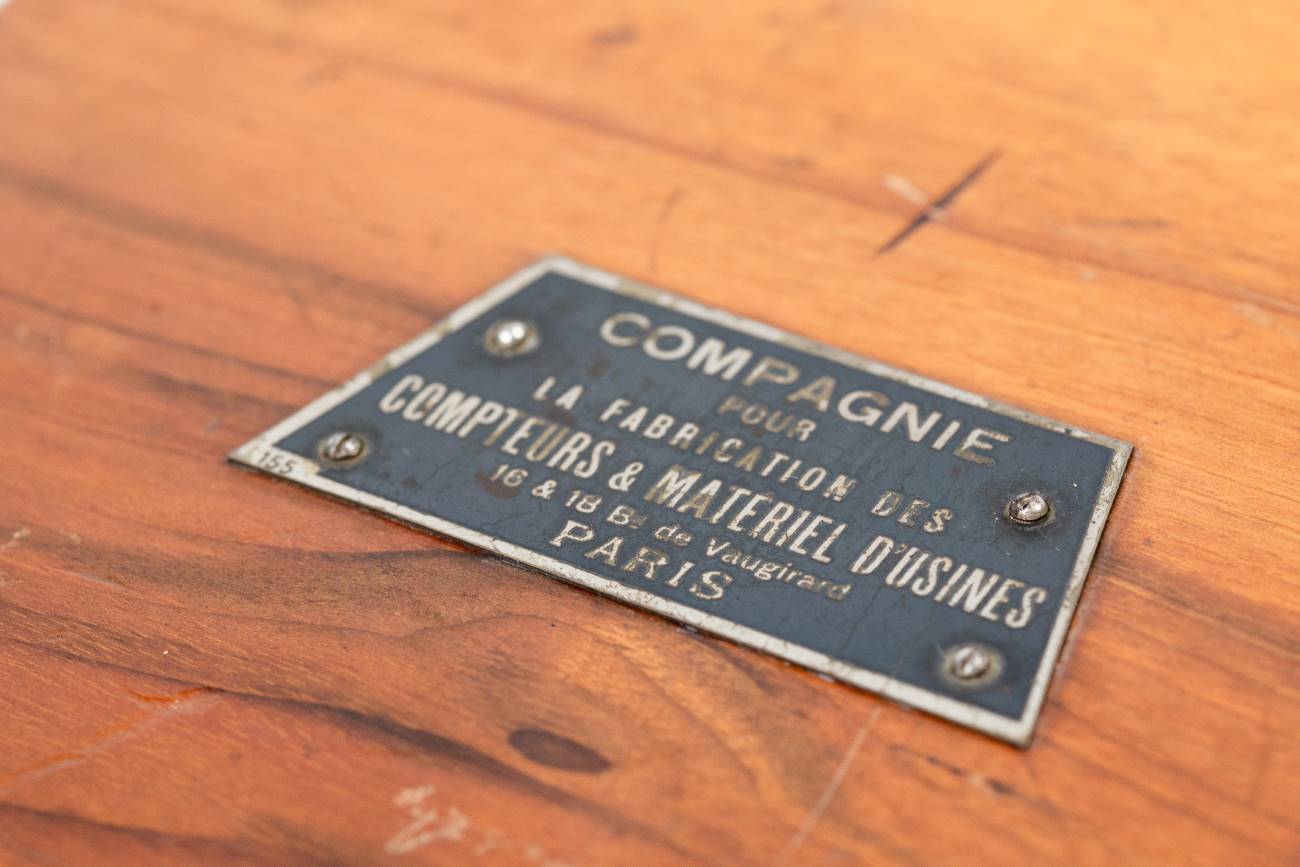 COMPAGNIE
POUR
LA FABRICATION DES
COMPTEURS & MATÉRIEL D'USINES
16 & 18 Bd de Vaugirard
PARIS
155